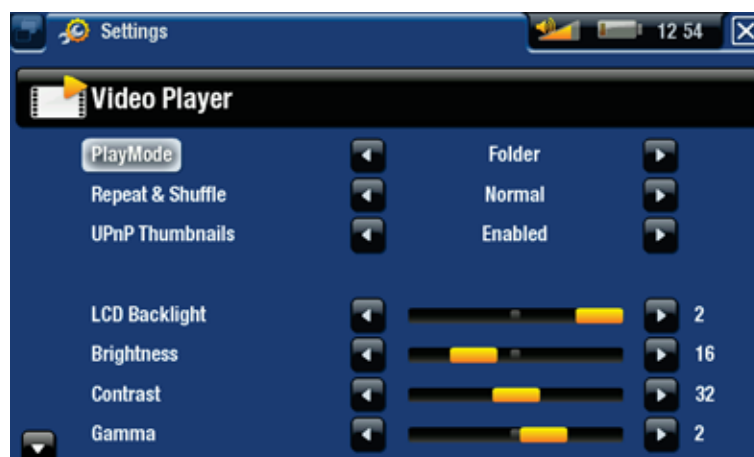 Settings 12 54
Video Player
PlayMode Folder
Repeat & Shuffle Normal
UPnP Thumbnails Enabled
LCD Backlight 2
Brightness 16
Contrast 32
Gamma 2